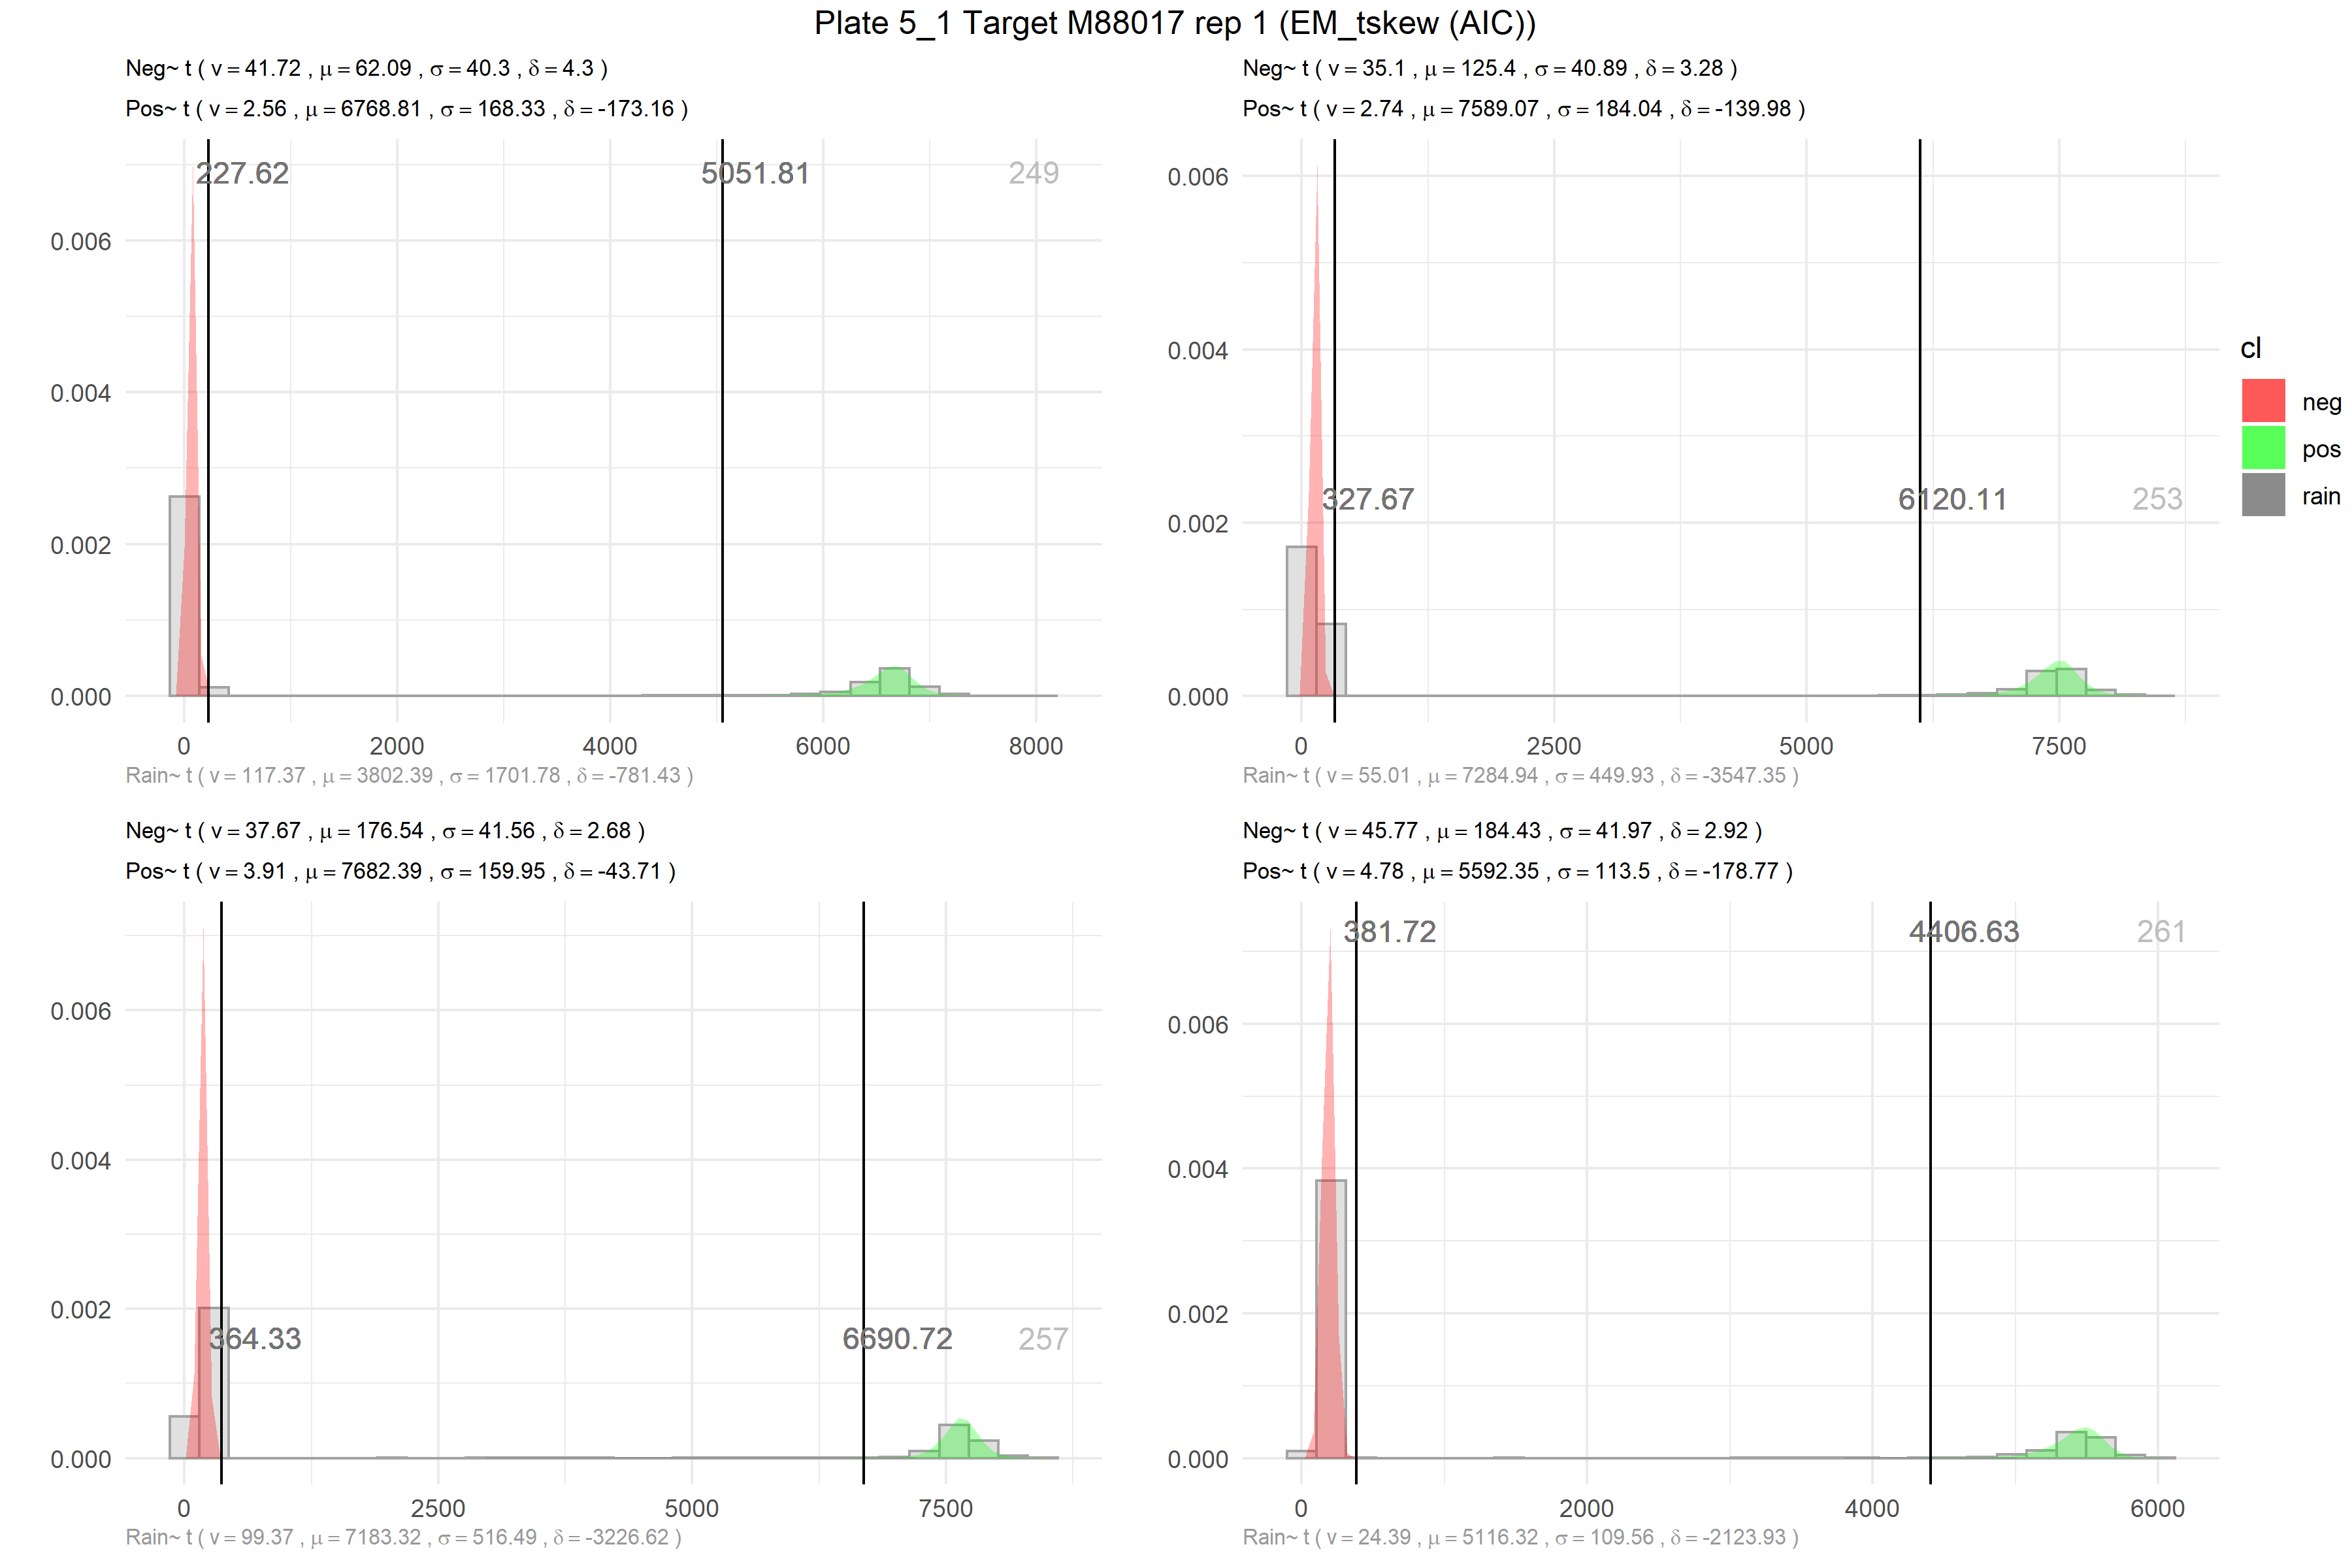 Plate 5_1 Target M88017 rep 1 (EM_tskew (AIC))
Neg~ t ( v = 41.72 , μ = 62.09 , σ = 40.3 , δ = 4.3 )
Pos~ t ( v = 2.56 , μ = 6768.81 , σ = 168.33 , δ = -173.16 )
227.62 5051.81 249
0.006
0.004
0.002
0.000
0 2000 4000 6000 8000
Rain~ t ( v = 117.37 , μ = 3802.39 , σ = 1701.78 , δ = -781.43 )
Neg~ t ( v = 35.1 , μ = 125.4 , σ = 40.89 , δ = 3.28 )
Pos~ t ( v = 2.74 , μ = 7589.07 , σ = 184.04 , δ = -139.98 )
0.006
0.004
327.67 6120.11 253
0.002
0.000
0 2500 5000 7500
Rain~ t ( v = 55.01 , μ = 7284.94 , σ = 449.93 , δ = -3547.35 )
cl
neg
pos
rain
Neg~ t ( v = 37.67 , μ = 176.54 , σ = 41.56 , δ = 2.68 )
Pos~ t ( v = 3.91 , μ = 7682.39 , σ = 159.95 , δ = -43.71 )
0.006
0.004
0.002
364.33 6690.72 257
0.000
0 2500 5000 7500
Rain~ t ( v = 99.37 , μ = 7183.32 , σ = 516.49 , δ = -3226.62 )
Neg~ t ( v = 45.77 , μ = 184.43 , σ = 41.97 , δ = 2.92 )
Pos~ t ( v = 4.78 , μ = 5592.35 , σ = 113.5 , δ = -178.77 )
381.72 4406.63 261
0.006
0.004
0.002
0.000
0 2000 4000 6000
Rain~ t ( v = 24.39 , μ = 5116.32 , σ = 109.56 , δ = -2123.93 )